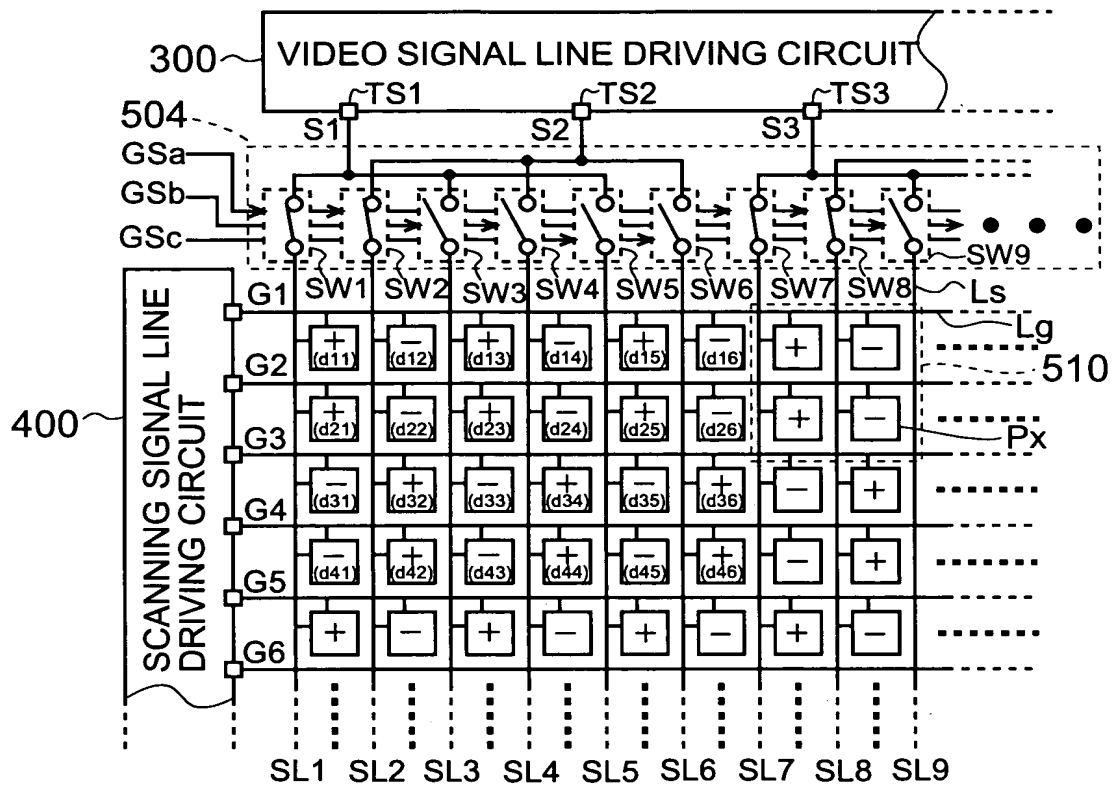 300
VIDEO SIGNAL LINE DRIVING CIRCUIT
TS1 TS2 TS3
504 S1 S2 S3
GSa
GSb
GSc
SW1 SW2 SW3 SW4 SW5 SW6 SW7 SW8 SW9
Ls
Lg
400
SCANNING SIGNAL LINE
DRIVING CIRCUIT
G1
+ − + − + − + −
(d11) (d12) (d13) (d14) (d15) (d16)
510
G2
+ − + − + − + −
(d21) (d22) (d23) (d24) (d25) (d26)
Px
G3
− + − + − + − +
(d31) (d32) (d33) (d34) (d35) (d36)
G4
− + − + − + − +
(d41) (d42) (d43) (d44) (d45) (d46)
G5
+ − + − + − + −
G6
SL1 SL2 SL3 SL4 SL5 SL6 SL7 SL8 SL9